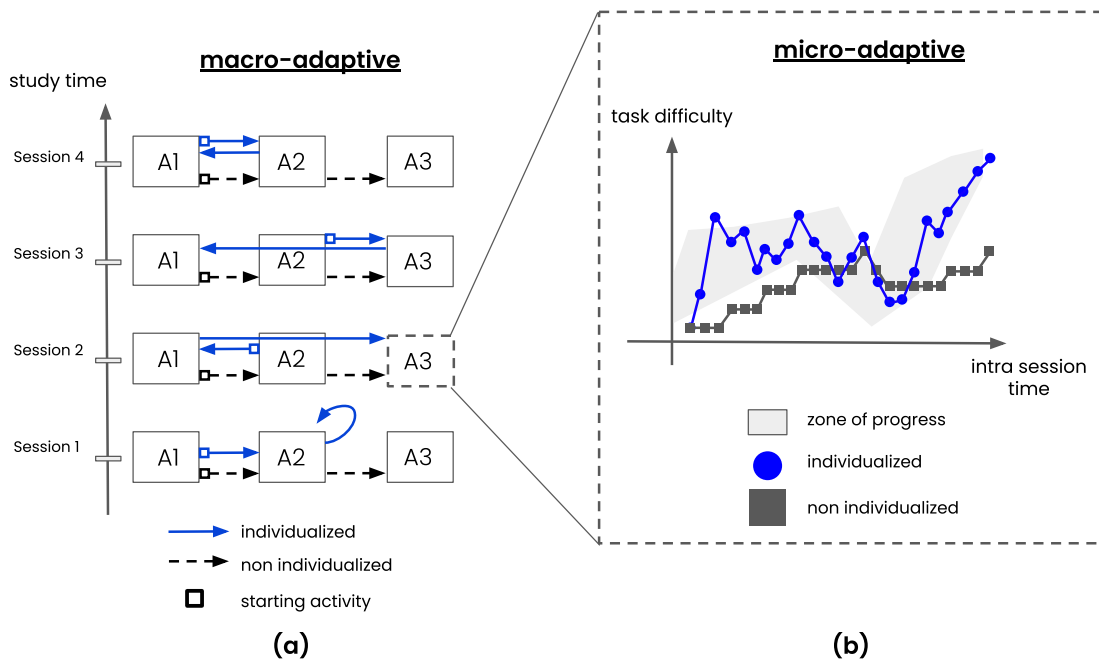 macro-adaptive
study time
Session 4
A1
A2
A3
Session 3
A1
A2
A3
Session 2
A1
A2
A3
Session 1
A1
A2
A3
individualized
non individualized
starting activity
(a)
micro-adaptive
task difficulty
intra session
time
zone of progress
individualized
non individualized
(b)